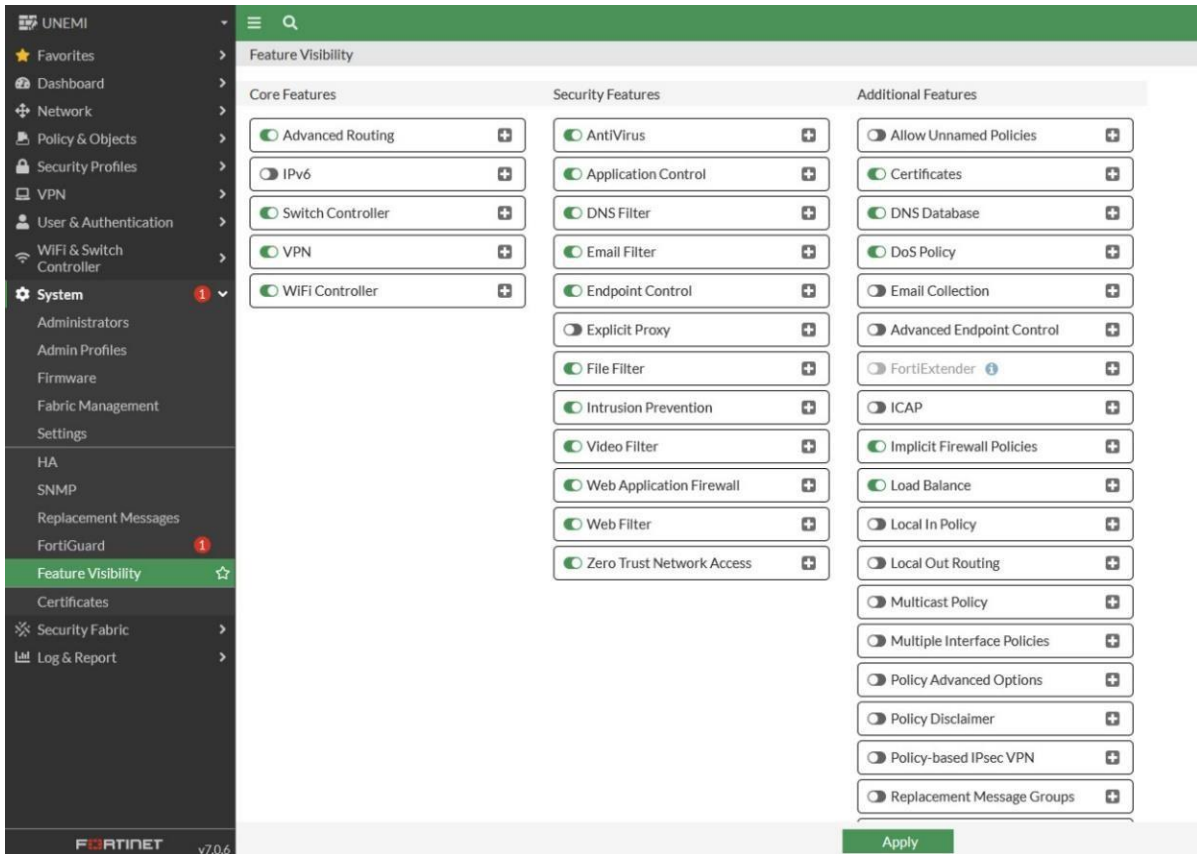 UNEMI
Favorites
Dashboard
Network
Policy & Objects
Security Profiles
VPN
User & Authentication
WiFi & Switch
Controller
System 1
Administrators
Admin Profiles
Firmware
Fabric Management
Settings
HA
SNMP
Replacement Messages
FortiGuard 1
Feature Visibility
Certificates
Security Fabric
Log & Report
FORTINET v7.0.6
Feature Visibility
Core Features
Advanced Routing
IPv6
Switch Controller
VPN
WiFi Controller
Security Features
AntiVirus
Application Control
DNS Filter
Email Filter
Endpoint Control
Explicit Proxy
File Filter
Intrusion Prevention
Video Filter
Web Application Firewall
Web Filter
Zero Trust Network Access
Additional Features
Allow Unnamed Policies
Certificates
DNS Database
DoS Policy
Email Collection
Advanced Endpoint Control
FortiExtender
ICAP
Implicit Firewall Policies
Load Balance
Local In Policy
Local Out Routing
Multicast Policy
Multiple Interface Policies
Policy Advanced Options
Policy Disclaimer
Policy-based IPsec VPN
Replacement Message Groups
Apply